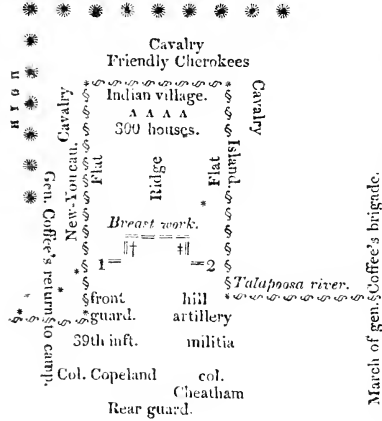 Cavalry
Friendly Cherokees
HIGH
Cavalry
Indian village.
Cavalry
300 houses.
New-Youcau.
Flat
Ridge
Flat
Island.
Gen. Coffee's return to camp.
Breast work.
1=
=2
Talapoosa river.
March of gen. Coffee's brigade.
front
hill
guard.
artillery
39th inft.
militia
Col. Copeland
col.
Cheatham
Rear guard.